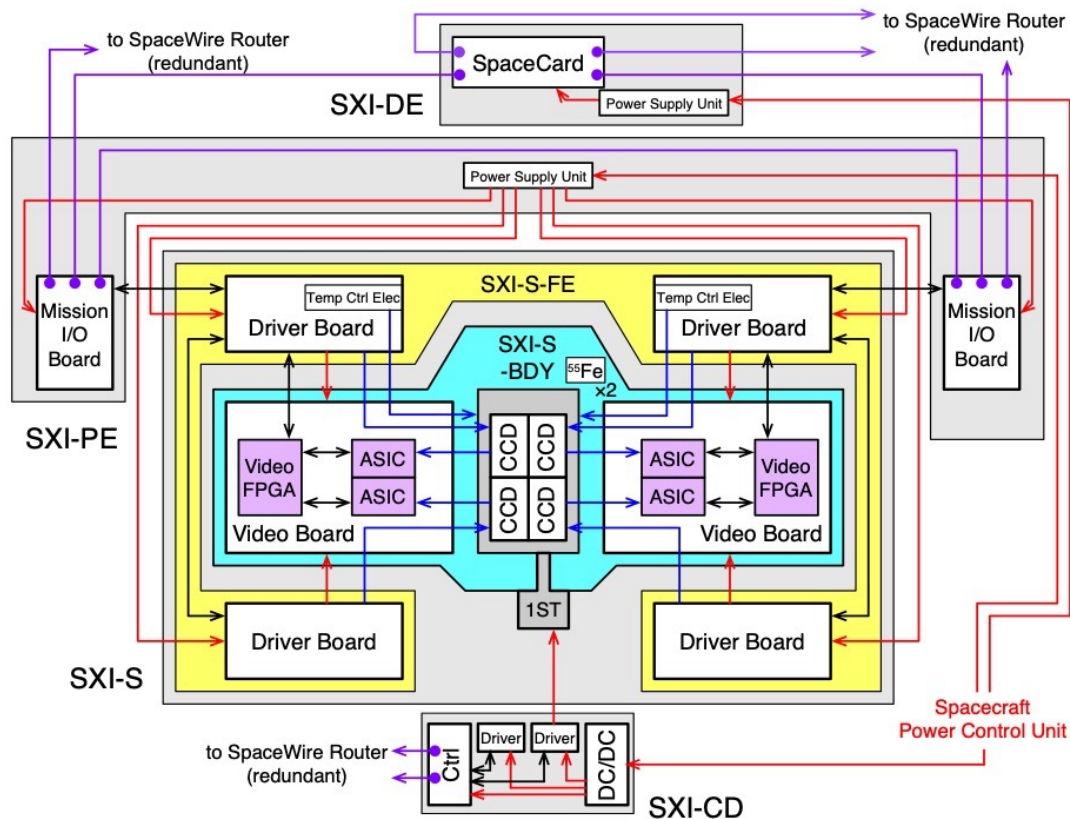 to SpaceWire Router
(redundant)
to SpaceWire Router
(redundant)
SpaceCard
Power Supply Unit
SXI-DE
Power Supply Unit
SXI-S-FE
Temp Ctrl Elec
Driver Board
Temp Ctrl Elec
Driver Board
Mission
I/O
Board
Mission
I/O
Board
SXI-S
-BDY
55Fe
×2
SXI-PE
CCD
CCD
CCD
CCD
Video
FPGA
ASIC
ASIC
Video Board
ASIC
ASIC
Video
FPGA
Video Board
1ST
Driver Board
Driver Board
SXI-S
Spacecraft
Power Control Unit
to SpaceWire Router
(redundant)
Ctrl
Driver
Driver
DC/DC
SXI-CD